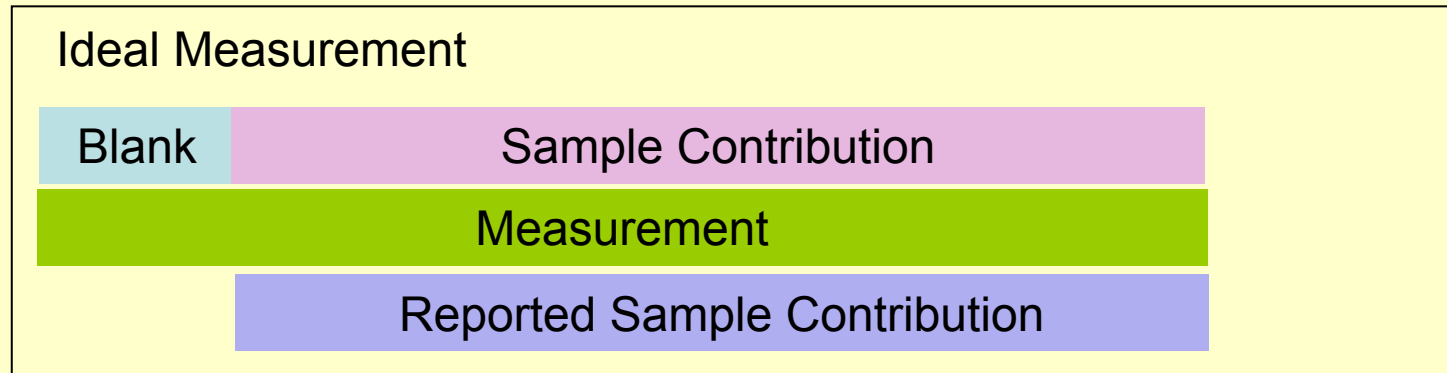 Ideal Measurement
Blank Sample Contribution
Measurement
Reported Sample Contribution